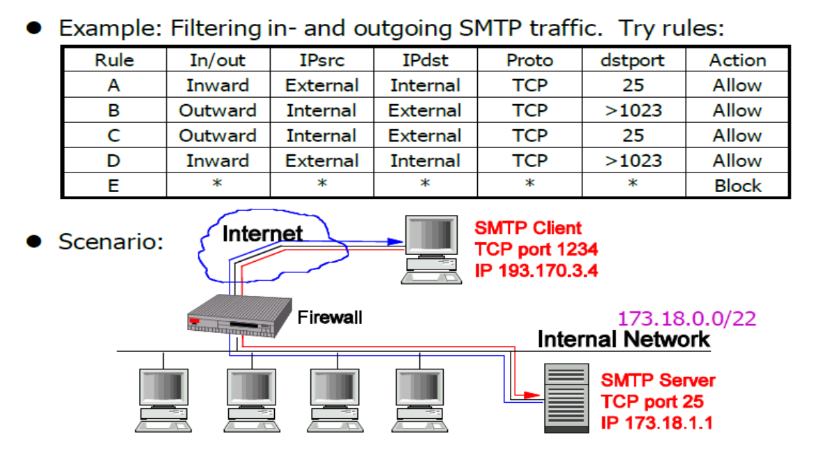 ● Example: Filtering in- and outgoing SMTP traffic. Try rules:
Rule In/out IPsrc IPdst Proto dstport Action
A Inward External Internal TCP 25 Allow
B Outward Internal External TCP >1023 Allow
C Outward Internal External TCP 25 Allow
D Inward External Internal TCP >1023 Allow
E * * * * * Block
● Scenario:
Internet
SMTP Client
TCP port 1234
IP 193.170.3.4
Firewall
173.18.0.0/22
Internal Network
SMTP Server
TCP port 25
IP 173.18.1.1